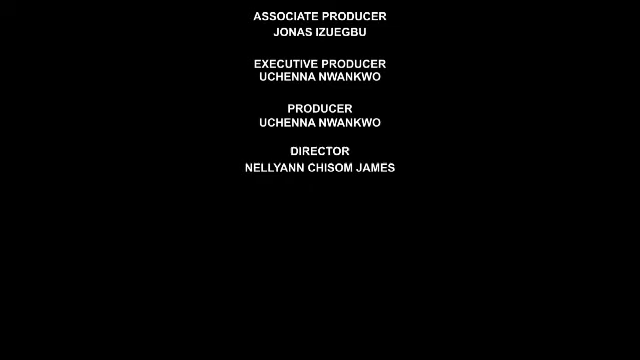 ASSOCIATE PRODUCER
JONAS IZUEGBU
EXECUTIVE PRODUCER
UCHENNA NWANKWO
PRODUCER
UCHENNA NWANKWO
DIRECTOR
NELLYANN CHISOM JAMES